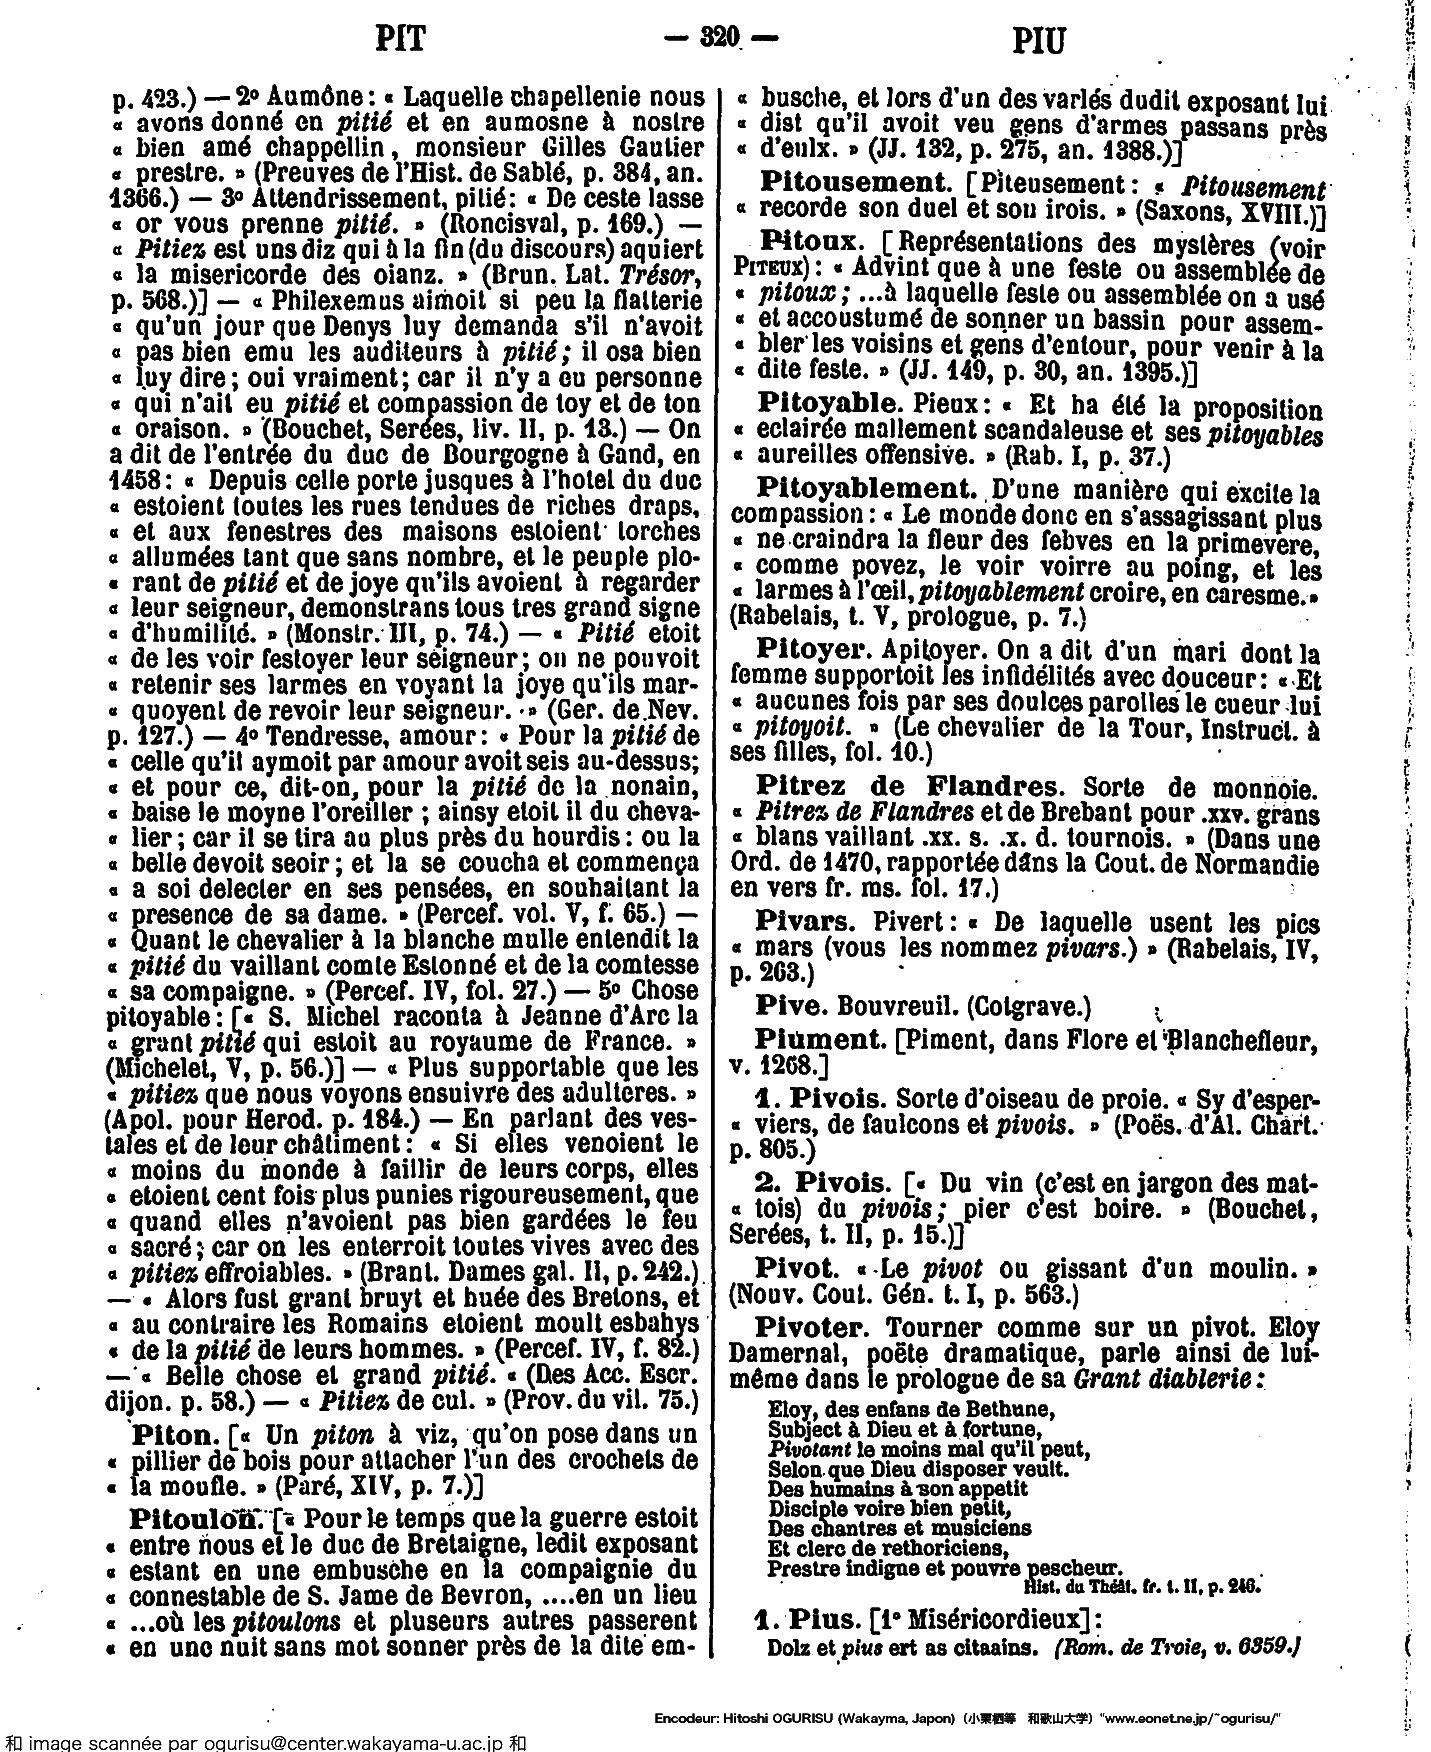 PIT — 320 — PIU
p. 423.) — 2º Aumône : « Laquelle chapellenie nous
« avons donné en pitié et en aumosne à nostre
« bien amé chappellin, monsieur Gilles Gautier
« prestre. » (Preuves de l'Hist. de Sablé, p. 384, an.
1366.) — 3º Attendrissement, pitié : « De ceste lasse
« or vous prenne pitié. » (Roncisval, p. 169.) —
« Pitiez est uns diz qui à la fin (du discours) aquiert
« la misericorde des oianz. » (Brun. Lat. Trésor,
p. 568.)] — « Philexemus aimoit si peu la flatterie
« qu'un jour que Denys luy demanda s'il n'avoit
« pas bien emu les auditeurs à pitié ; il osa bien
« luy dire ; oui vraiment ; car il n'y a eu personne
« qui n'ait eu pitié et compassion de toy et de ton
« oraison. » (Bouchet, Serées, liv. II, p. 13.) — On
a dit de l'entrée du duc de Bourgogne à Gand, en
1458 : « Depuis celle porte jusques à l'hotel du duc
« estoient toutes les rues tendues de riches draps,
« et aux fenestres des maisons estoient torches
« allumées tant que sans nombre, et le peuple plo-
« rant de pitié et de joye qu'ils avoient à regarder
« leur seigneur, demonstrans tous tres grand signe
« d'humilité. » (Monstr. III, p. 74.) — « Pitié etoit
« de les voir festoyer leur seigneur ; on ne pouvoit
« retenir ses larmes en voyant la joye qu'ils mar-
« quoyent de revoir leur seigneur. » (Ger. de Nev.
p. 127.) — 4º Tendresse, amour : « Pour la pitié de
« celle qu'il aymoit par amour avoit seis au-dessus ;
« et pour ce, dit-on, pour la pitié de la nonain,
« baise le moyne l'oreiller ; ainsy etoit il du cheva-
« lier ; car il se tira au plus près du hourdis : ou la
« belle devoit seoir ; et la se coucha et commença
« a soi delecter en ses pensées, en souhaitant la
« presence de sa dame. » (Percef. vol. V, f. 65.) —
« Quant le chevalier à la blanche mulle entendit la
« pitié du vaillant comte Estonné et de la comtesse
« sa compaigne. » (Percef. IV, fol. 27.) — 5º Chose
pitoyable : [« S. Michel raconta à Jeanne d'Arc la
« grant pitié qui estoit au royaume de France. »
(Michelet, V, p. 56.)] — « Plus supportable que les
« pitiez que nous voyons ensuivre des adulteres. »
(Apol. pour Herod. p. 184.) — En parlant des ves-
tales et de leur châtiment : « Si elles venoient le
« moins du monde à faillir de leurs corps, elles
« etoient cent fois plus punies rigoureusement, que
« quand elles n'avoient pas bien gardées le feu
« sacré ; car on les enterroit toutes vives avec des
« pitiez effroiables. » (Brant. Dames gal. II, p. 242.)
— « Alors fust grant bruyt et huée des Bretons, et
« au contraire les Romains etoient moult esbahys
« de la pitié de leurs hommes. » (Percef. IV, f. 82.)
— « Belle chose et grand pitié. « (Des Acc. Escr.
dijon. p. 58.) — « Pitiez de cul. » (Prov. du vil. 75.)
Piton. [« Un piton à viz, qu'on pose dans un
« pillier de bois pour attacher l'un des crochets de
« la moufle. » (Paré, XIV, p. 7.)]
Pitoulon. [« Pour le temps que la guerre estoit
« entre nous et le duc de Bretaigne, ledit exposant
« estant en une embusche en la compaignie du
« connestable de S. Jame de Bevron, ....en un lieu
« ...où les pitoulons et pluseurs autres passerent
« en une nuit sans mot sonner près de la dite em-
« busche, et lors d'un des varlés dudit exposant lui
« dist qu'il avoit veu gens d'armes passans près
« d'eulx. » (JJ. 132, p. 275, an. 1388.)]
Pitousement. [Piteusement : « Pitousement
« recorde son duel et son irois. » (Saxons, XVIII.)]
Pitoux. [Représentations des mystères (voir
PITEUX) : « Advint que à une feste ou assemblée de
« pitoux ; ...à laquelle feste ou assemblée on a usé
« et accoustumé de sonner un bassin pour assem-
« bler les voisins et gens d'entour, pour venir à la
« dite feste. » (JJ. 149, p. 30, an. 1395.)]
Pitoyable. Pieux : « Et ha été la proposition
« eclairée mallement scandaleuse et ses pitoyables
« aureilles offensive. » (Rab. I, p. 37.)
Pitoyablement. D'une manière qui excite la
compassion : « Le monde donc en s'assagissant plus
« ne craindra la fleur des febves en la primevere,
« comme povez, le voir voirre au poing, et les
« larmes à l'œil, pitoyablement croire, en caresme. »
(Rabelais, t. V, prologue, p. 7.)
Pitoyer. Apitoyer. On a dit d'un mari dont la
femme supportoit les infidélités avec douceur : « Et
« aucunes fois par ses doulces parolles le cueur lui
« pitoyoit. » (Le chevalier de la Tour, Instruct. à
ses filles, fol. 10.)
Pitrez de Flandres. Sorte de monnoie.
« Pitrez de Flandres et de Brebant pour .xxv. grans
« blans vaillant .xx. s. .x. d. tournois. » (Dans une
Ord. de 1470, rapportée dans la Cout. de Normandie
en vers fr. ms. fol. 17.)
Pivars. Pivert : « De laquelle usent les pics
« mars (vous les nommez pivars.) » (Rabelais, IV,
p. 263.)
Pive. Bouvreuil. (Cotgrave.)
Piument. [Piment, dans Flore et Blanchefleur,
v. 1268.]
1. Pivois. Sorte d'oiseau de proie. « Sy d'esper-
« viers, de faulcons et pivois. » (Poës. d'Al. Chart.
p. 805.)
2. Pivois. [« Du vin (c'est en jargon des mat-
« tois) du pivois ; pier c'est boire. » (Bouchet,
Serées, t. II, p. 15.)]
Pivot. « Le pivot ou gissant d'un moulin. »
(Nouv. Cout. Gén. t. I, p. 563.)
Pivoter. Tourner comme sur un pivot. Eloy
Damernal, poëte dramatique, parle ainsi de lui-
même dans le prologue de sa Grant diablerie :
Eloy, des enfans de Bethune,
Subject à Dieu et à fortune,
Pivotant le moins mal qu'il peut,
Selon que Dieu disposer veult.
Des humains à son appetit
Disciple voire bien petit,
Des chantres et musiciens
Et clerc de rethoriciens,
Prestre indigne et pouvre pescheur.
Hist. du Théât. fr. t. II, p. 246.
1. Pius. [1º Miséricordieux] :
Dolz et pius ert as citaains. (Rom. de Troie, v. 6359.)
Encodeur: Hitoshi OGURISU (Wakayma, Japon) (小栗栖等 和歌山大学) "www.eonet.ne.jp/~ogurisu/"
和 image scannée par ogurisu@center.wakayama-u.ac.jp 和